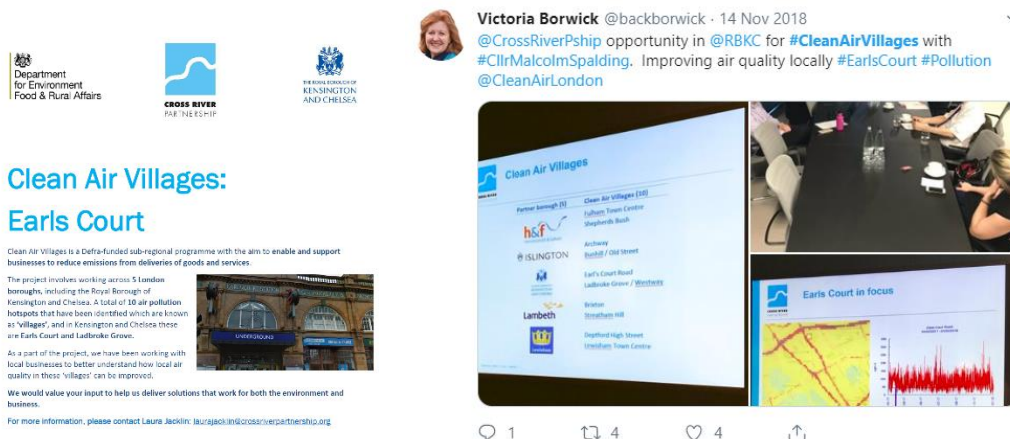 Department
for Environment
Food & Rural Affairs
CROSS RIVER
PARTNERSHIP
THE ROYAL BOROUGH OF
KENSINGTON
AND CHELSEA
Clean Air Villages:
Earls Court
Clean Air Villages is a Defra-funded sub-regional programme with the aim to enable and support
businesses to reduce emissions from deliveries of goods and services.
The project involves working across 5 London
boroughs, including the Royal Borough of
Kensington and Chelsea. A total of 10 air pollution
hotspots that have been identified which are known
as 'villages', and in Kensington and Chelsea these
are Earls Court and Ladbroke Grove.
As a part of the project, we have been working with
local businesses to better understand how local air
quality in these 'villages' can be improved.
We would value your input to help us deliver solutions that work for both the environment and
business.
For more information, please contact Laura Jacklin: laurajacklin@crossriverpartnership.org
UNDERGROUND
Victoria Borwick @backborwick · 14 Nov 2018
@CrossRiverPship opportunity in @RBKC for #CleanAirVillages with
#CllrMalcolmSpalding. Improving air quality locally #EarlsCourt #Pollution
@CleanAirLondon
Clean Air Villages
Partner borough (5)
Clean Air Villages (10)
h&f
Fulham Town Centre
Shepherds Bush
ISLINGTON
Archway
Bunhill / Old Street
Earl's Court Road
Ladbroke Grove / Westway
Lambeth
Brixton
Streatham Hill
Deptford High Street
Lewisham Town Centre
Earls Court in focus
1
4
4